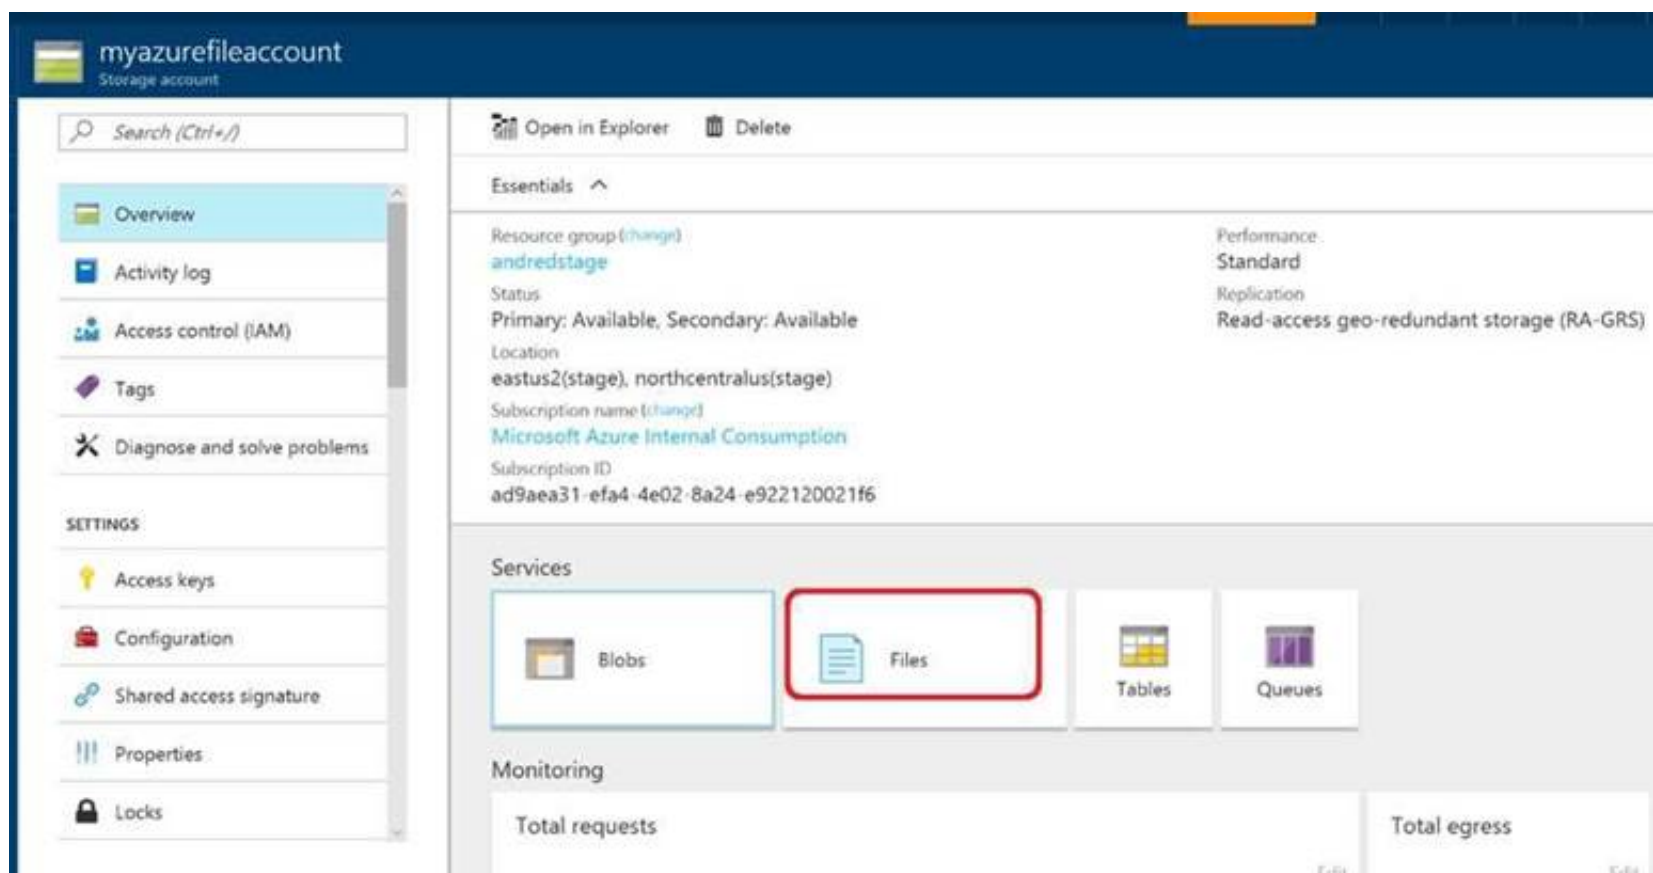 myazurefileaccount
Storage account
Search (Ctrl+/)
Overview
Activity log
Access control (IAM)
Tags
Diagnose and solve problems
SETTINGS
Access keys
Configuration
Shared access signature
Properties
Locks
Open in Explorer Delete
Essentials
Resource group (change)
andredstage
Status
Primary: Available, Secondary: Available
Location
eastus2(stage), northcentralus(stage)
Subscription name (change)
Microsoft Azure Internal Consumption
Subscription ID
ad9aea31-efa4-4e02-8a24-e922120021f6
Performance
Standard
Replication
Read-access geo-redundant storage (RA-GRS)
Services
Blobs
Files
Tables
Queues
Monitoring
Total requests
Edit
Total egress
Edit